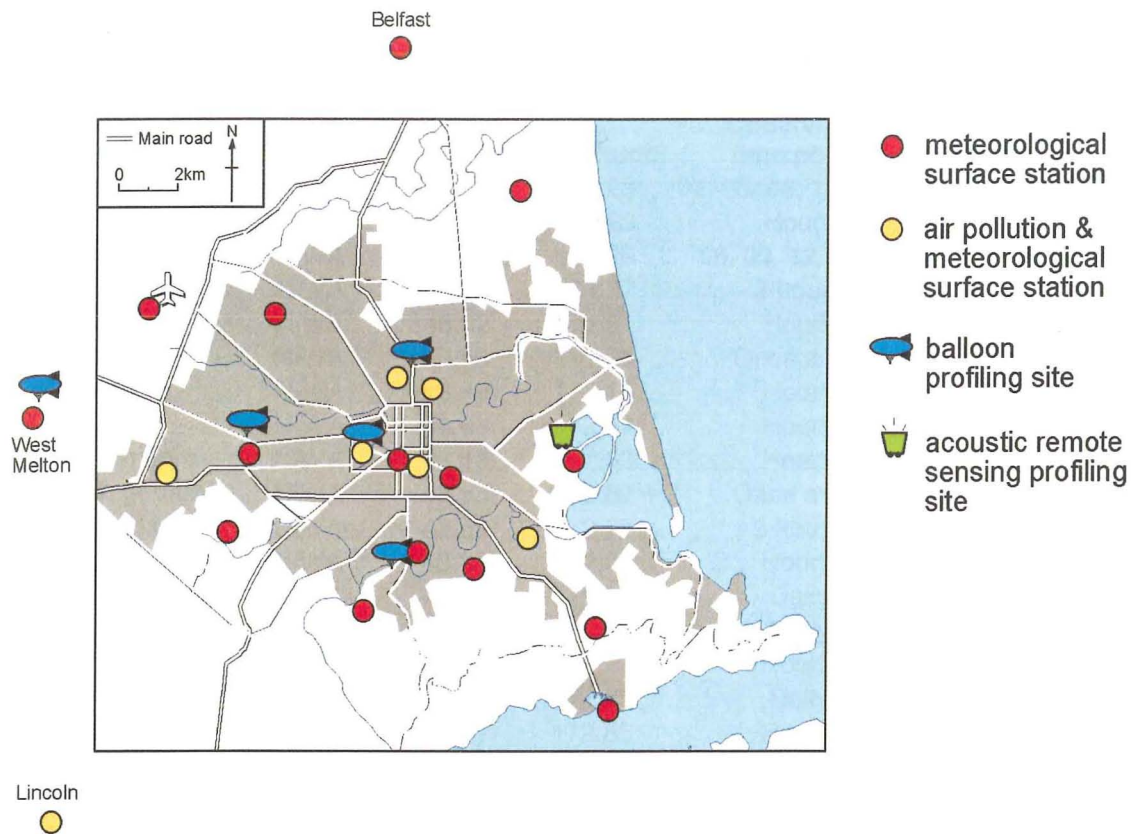 Belfast
Main road
N
0 2km
meteorological
surface station
air pollution &
meteorological
surface station
balloon
profiling site
acoustic remote
sensing profiling
site
West
Melton
Lincoln